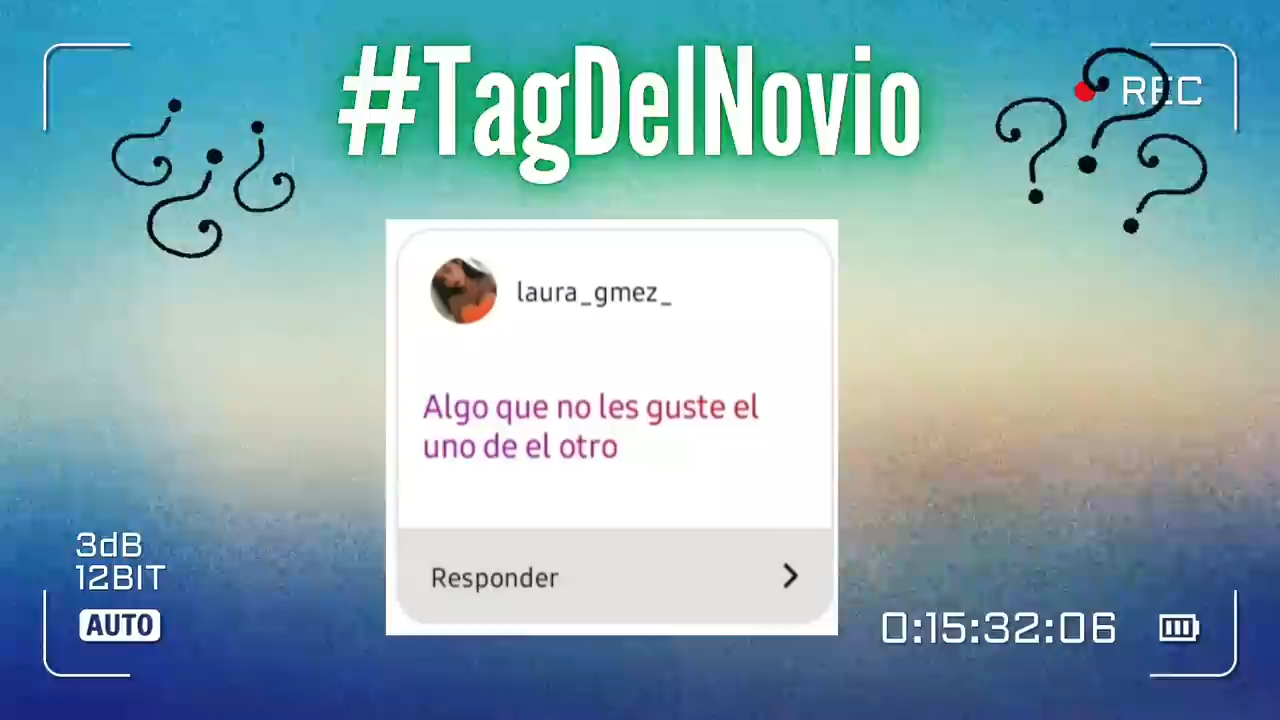 #TagDelNovio
REC
laura_gmez_
Algo que no les guste el
uno de el otro
Responder
3dB
12BIT
AUTO
0:15:32:06